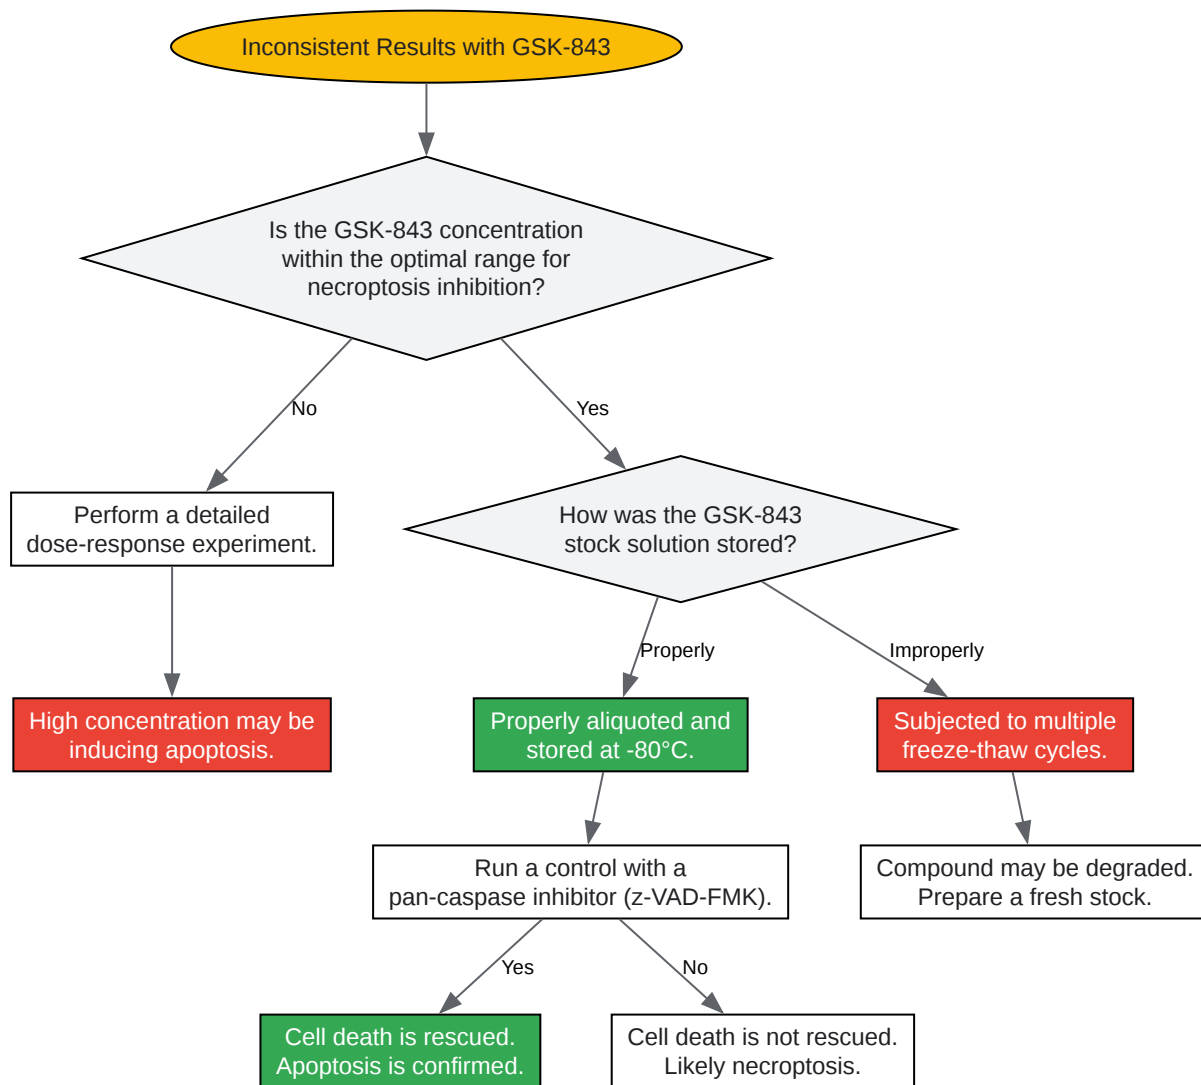 Inconsistent Results with GSK-843
Is the GSK-843 concentration
within the optimal range for
necroptosis inhibition?
No
Yes
Perform a detailed
dose-response experiment.
How was the GSK-843
stock solution stored?
Properly
Improperly
High concentration may be
inducing apoptosis.
Properly aliquoted and
stored at -80°C.
Subjected to multiple
freeze-thaw cycles.
Run a control with a
pan-caspase inhibitor (z-VAD-FMK).
Compound may be degraded.
Prepare a fresh stock.
Yes
No
Cell death is rescued.
Apoptosis is confirmed.
Cell death is not rescued.
Likely necroptosis.